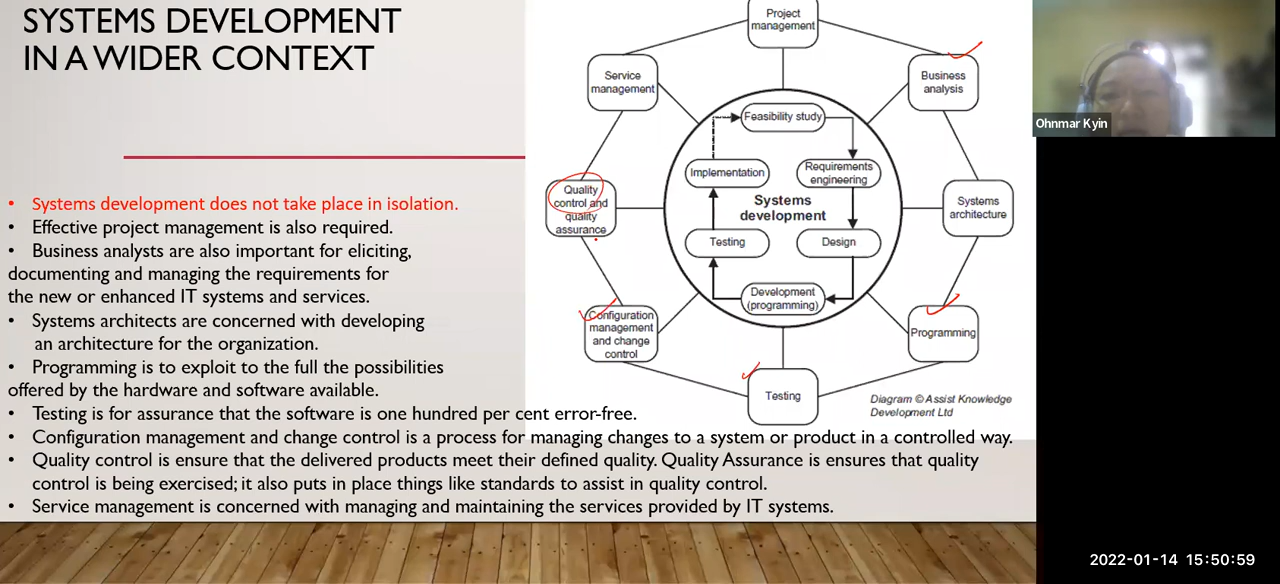 SYSTEMS DEVELOPMENT
IN A WIDER CONTEXT
• Systems development does not take place in isolation.
• Effective project management is also required.
• Business analysts are also important for eliciting,
documenting and managing the requirements for
the new or enhanced IT systems and services.
• Systems architects are concerned with developing
an architecture for the organization.
• Programming is to exploit to the full the possibilities
offered by the hardware and software available.
• Testing is for assurance that the software is one hundred per cent error-free.
• Configuration management and change control is a process for managing changes to a system or product in a controlled way.
• Quality control is ensure that the delivered products meet their defined quality. Quality Assurance is ensures that quality
control is being exercised; it also puts in place things like standards to assist in quality control.
• Service management is concerned with managing and maintaining the services provided by IT systems.
Project
management
Business
analysis
Systems
architecture
Programming
Testing
Configuration
management
and change
control
Quality
control and
quality
assurance
Service
management
Feasibility study
Requirements
engineering
Design
Development
(programming)
Testing
Implementation
Systems
development
Diagram © Assist Knowledge
Development Ltd
Ohnmar Kyin
2022-01-14 15:50:59